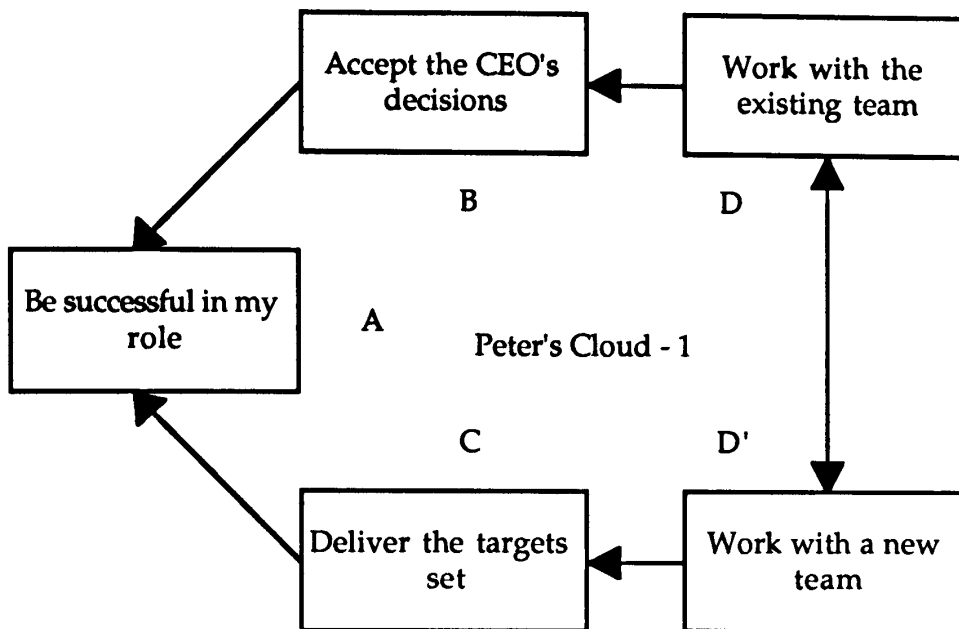 Accept the CEO's
decisions
Work with the
existing team
B
D
Be successful in my
role
A
Peter's Cloud - 1
C
D'
Deliver the targets
set
Work with a new
team